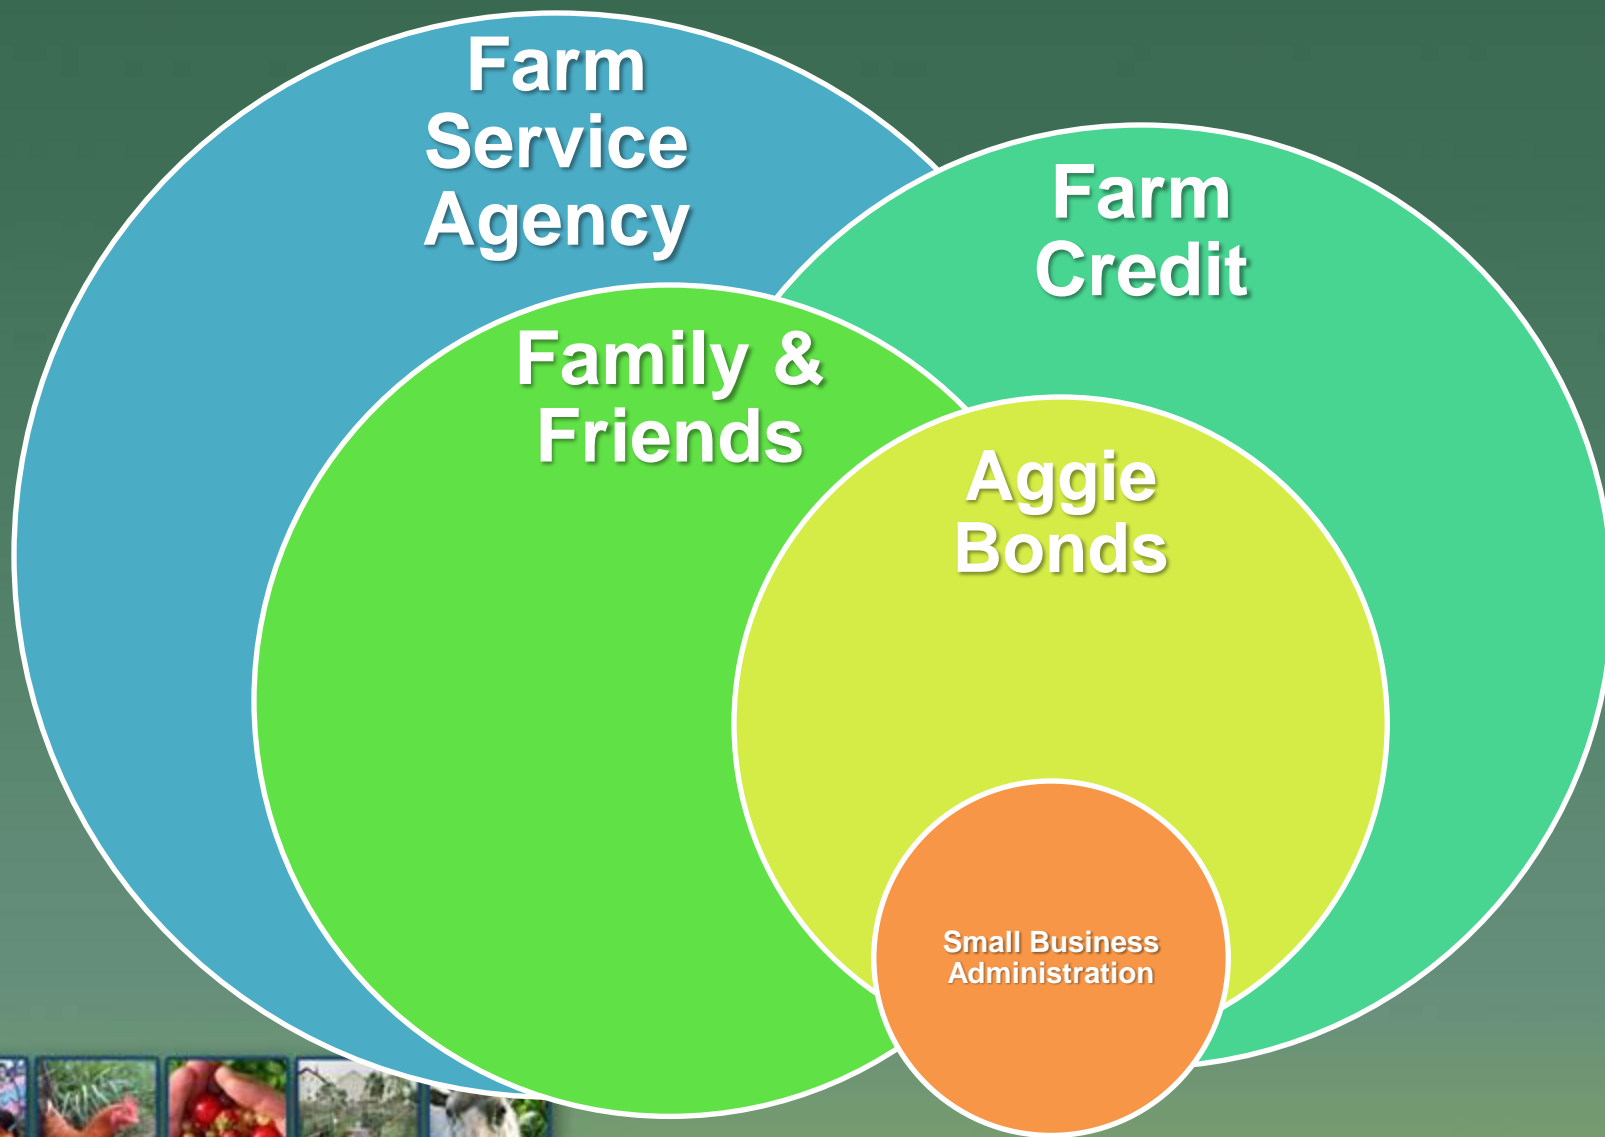 Farm
Service
Agency
Farm
Credit
Family &
Friends
Aggie
Bonds
Small Business
Administration